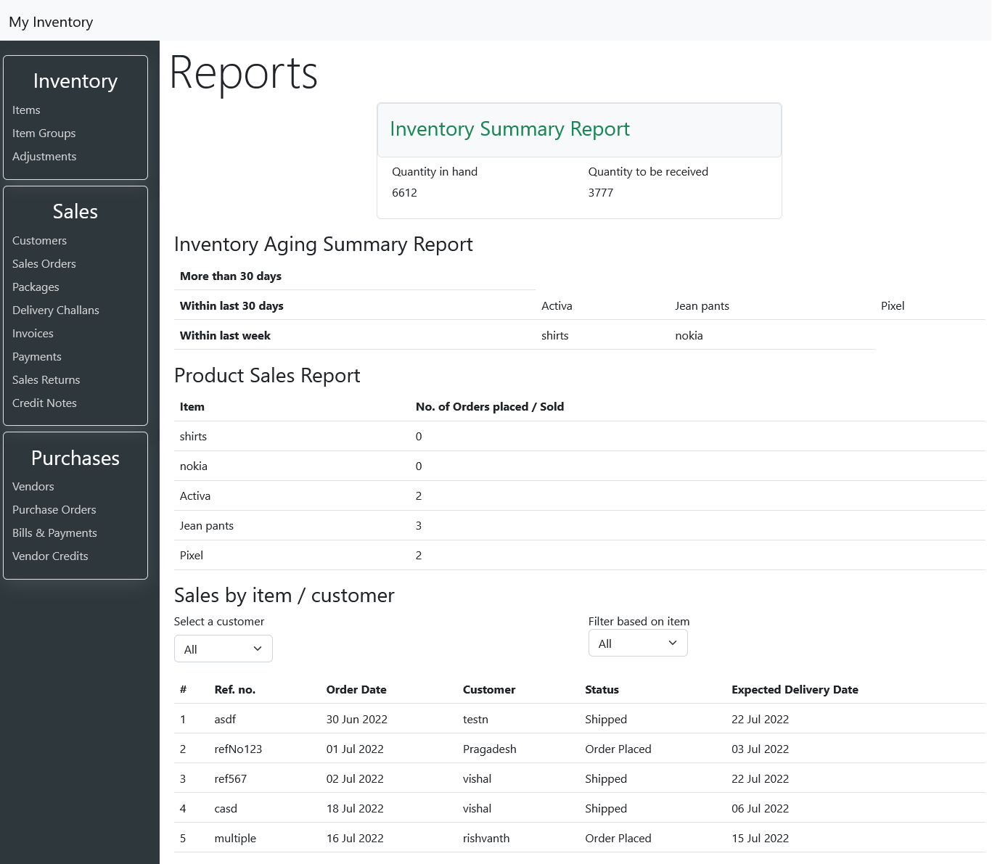 My Inventory
Inventory
Items
Item Groups
Adjustments
Sales
Customers
Sales Orders
Packages
Delivery Challans
Invoices
Payments
Sales Returns
Credit Notes
Purchases
Vendors
Purchase Orders
Bills & Payments
Vendor Credits
Reports
Inventory Summary Report
Quantity in hand Quantity to be received
6612 3777
Inventory Aging Summary Report
More than 30 days
Within last 30 days Activa Jean pants Pixel
Within last week shirts nokia
Product Sales Report
Item No. of Orders placed / Sold
shirts 0
nokia 0
Activa 2
Jean pants 3
Pixel 2
Sales by item / customer
Select a customer Filter based on item
All All
# Ref. no. Order Date Customer Status Expected Delivery Date
1 asdf 30 Jun 2022 testn Shipped 22 Jul 2022
2 refNo123 01 Jul 2022 Pragadesh Order Placed 03 Jul 2022
3 ref567 02 Jul 2022 vishal Shipped 22 Jul 2022
4 casd 18 Jul 2022 vishal Shipped 06 Jul 2022
5 multiple 16 Jul 2022 rishvanth Order Placed 15 Jul 2022